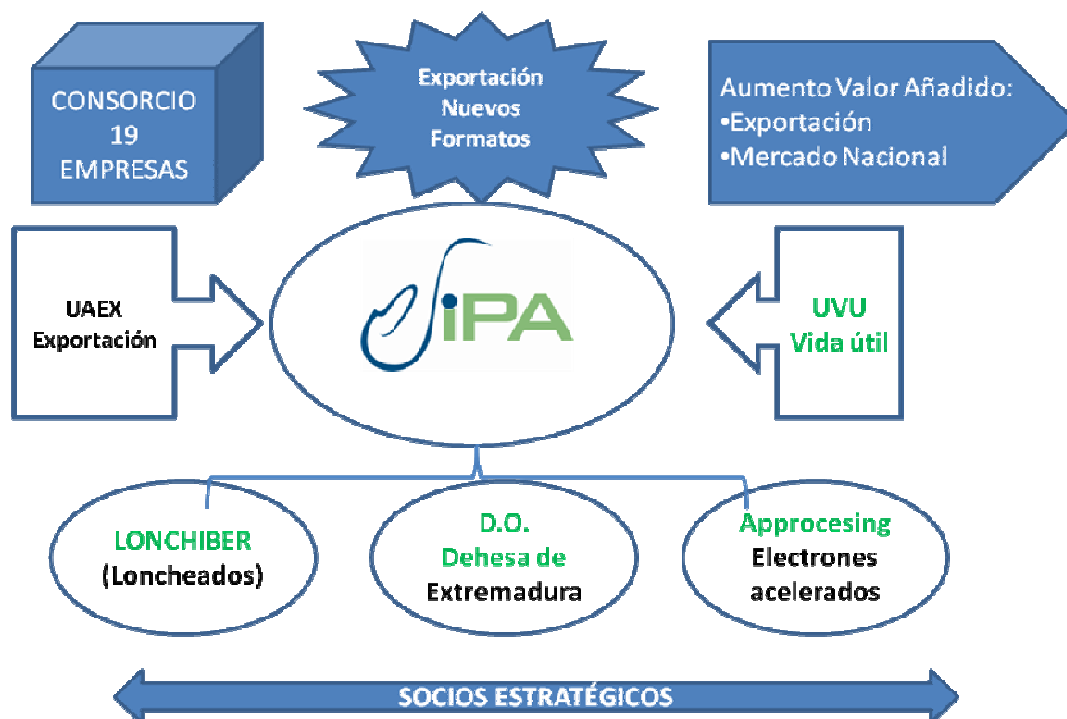 CONSORCIO
19
EMPRESAS
Exportación
Nuevos
Formatos
Aumento Valor Añadido:
•Exportación
•Mercado Nacional
UAEX
Exportación
iPA
UVU
Vida útil
LONCHIBER
(Loncheados)
D.O.
Dehesa de
Extremadura
Approcesing
Electrones
acelerados
SOCIOS ESTRATÉGICOS